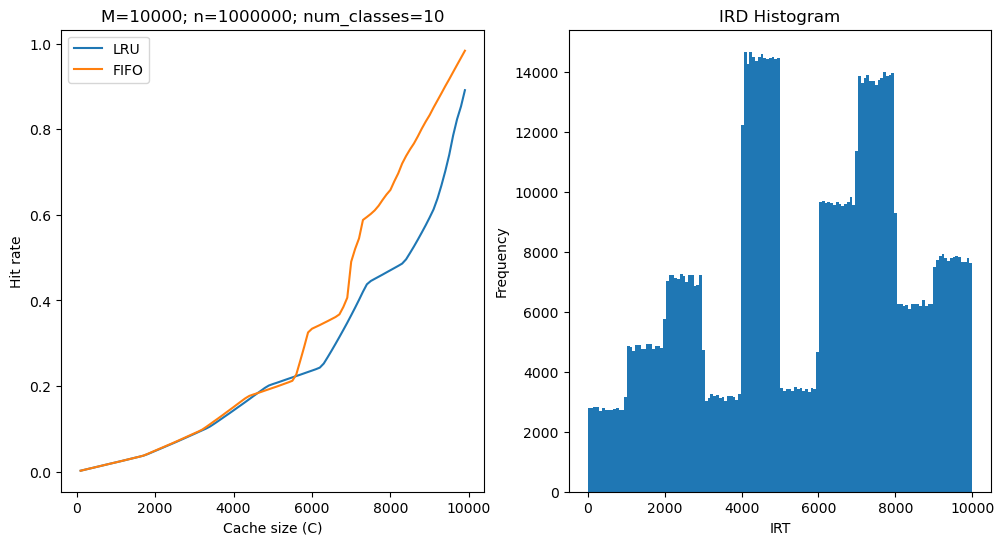 M=10000; n=1000000; num_classes=10
LRU
FIFO
1.0
0.8
0.6
0.4
0.2
0.0
Hit rate
0 2000 4000 6000 8000 10000
Cache size (C)
IRD Histogram
14000
12000
10000
8000
6000
4000
2000
0
Frequency
0 2000 4000 6000 8000 10000
IRT